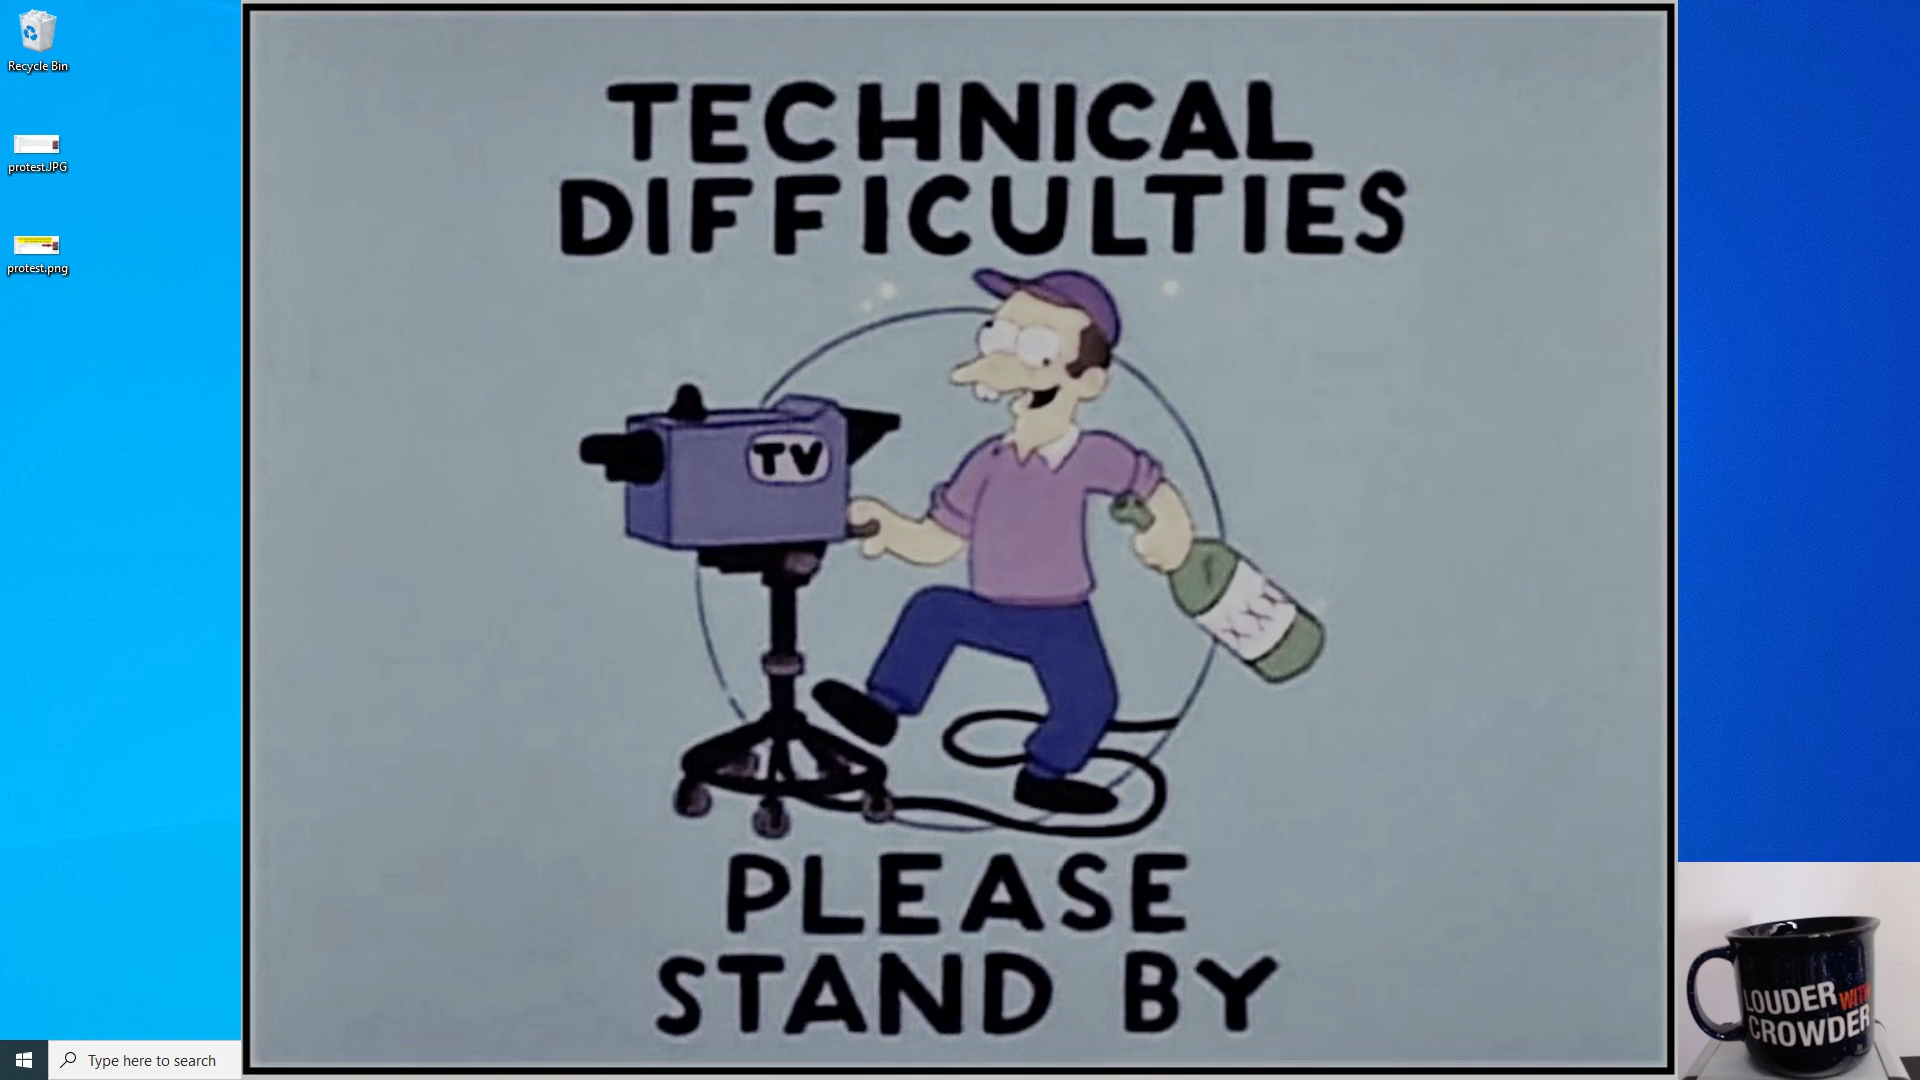 Recycle Bin
protest.JPG
protest.png
TECHNICAL
DIFFICULTIES
TV
XXX
PLEASE
STAND BY
Type here to search
LOUDER WITH
CROWDER